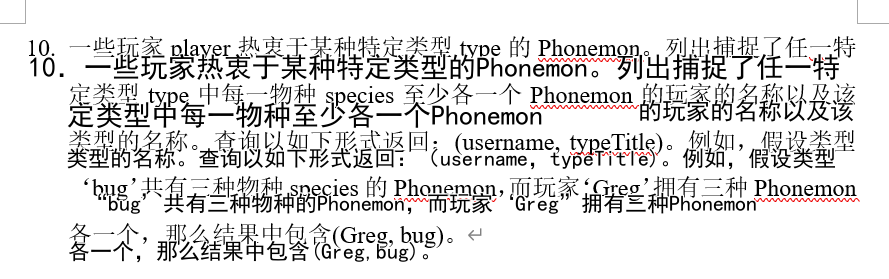 10. 一些玩家 player 热衷于某种特定类型 type 的 Phonemon。列出捕捉了任一特
10. 一些玩家热衷于某种特定类型的Phonemon。列出捕捉了任一特
定类型 type 中每一物种 species 至少各一个 Phonemon 的玩家的名称以及该
定类型中每一物种至少各一个Phonemon 的玩家的名称以及该
类型的名称。查询以如下形式返回：(username, typeTitle)。例如，假设类型
类型的名称。查询以如下形式返回：（username, typeTitle）。例如，假设类型
‘bug’共有三种物种 species 的 Phonemon，而玩家‘Greg’拥有三种 Phonemon
“bug’共有三种物种的Phonemon，而玩家‘Greg”拥有三种Phonemon
各一个，那么结果中包含(Greg, bug)。
各一个，那么结果中包含(Greg,bug)。